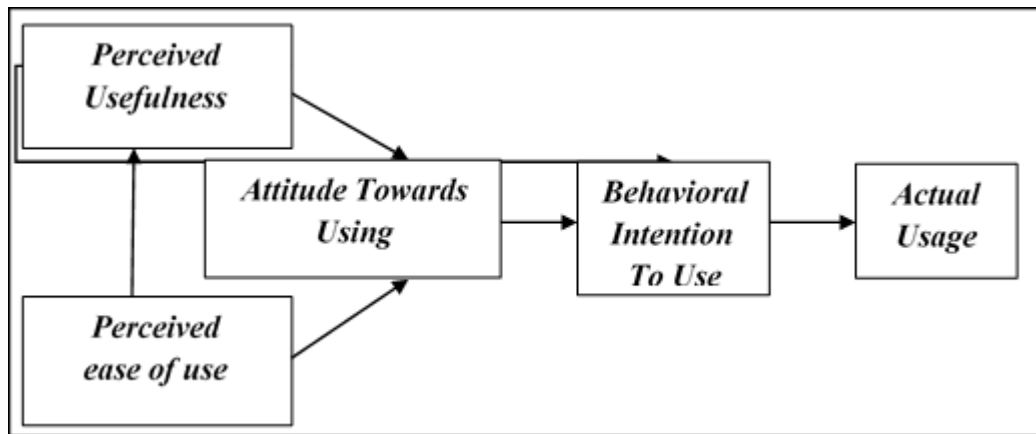 Perceived
Usefulness
Attitude Towards
Using
Behavioral
Intention
To Use
Actual
Usage
Perceived
ease of use